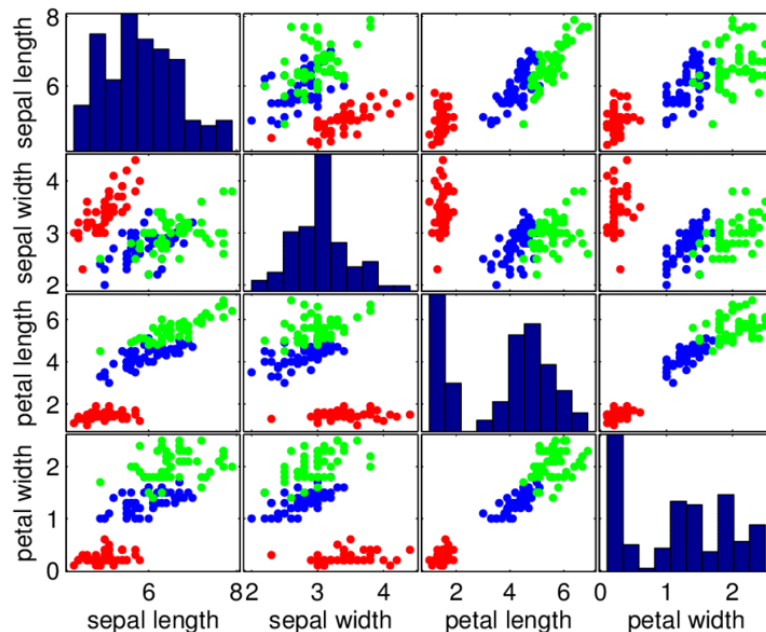 sepal length
8
6
sepal width
4
3
2
petal length
6
4
2
petal width
2
1
0
6 8
2 3 4
2 4 6
0 1 2
sepal length sepal width petal length petal width